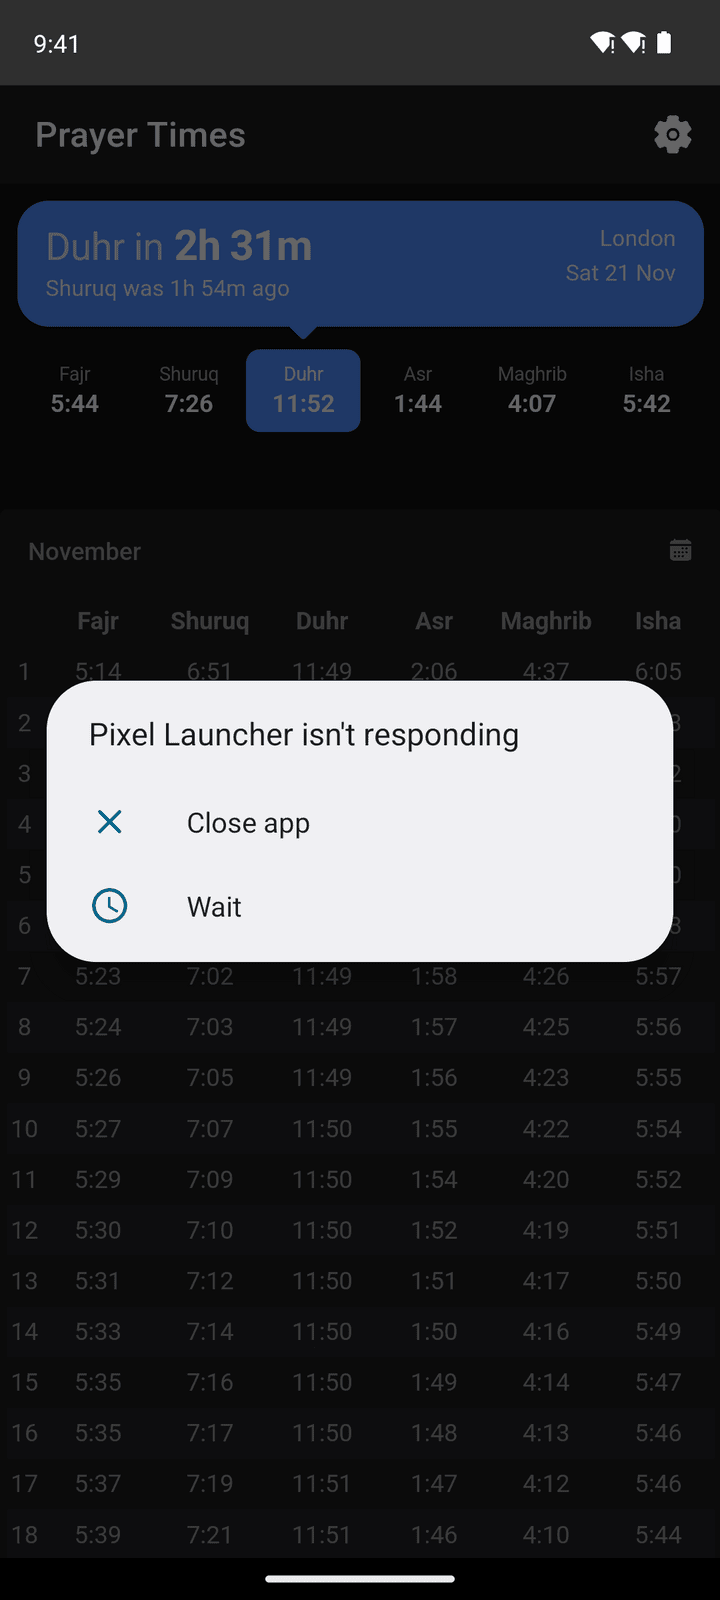 9:41
Prayer Times
Duhr in 2h 31m
London
Shuruq was 1h 54m ago
Sat 21 Nov
Fajr Shuruq Duhr Asr Maghrib Isha
5:44 7:26 11:52 1:44 4:07 5:42
November
Fajr Shuruq Duhr Asr Maghrib Isha
1 5:14 6:51 11:49 2:06 4:37 6:05
2
3
4
5
6
Pixel Launcher isn't responding
Close app
Wait
7 5:23 7:02 11:49 1:58 4:26 5:57
8 5:24 7:03 11:49 1:57 4:25 5:56
9 5:26 7:05 11:49 1:56 4:23 5:55
10 5:27 7:07 11:50 1:55 4:22 5:54
11 5:29 7:09 11:50 1:54 4:20 5:52
12 5:30 7:10 11:50 1:52 4:19 5:51
13 5:31 7:12 11:50 1:51 4:17 5:50
14 5:33 7:14 11:50 1:50 4:16 5:49
15 5:35 7:16 11:50 1:49 4:14 5:47
16 5:35 7:17 11:50 1:48 4:13 5:46
17 5:37 7:19 11:51 1:47 4:12 5:46
18 5:39 7:21 11:51 1:46 4:10 5:44